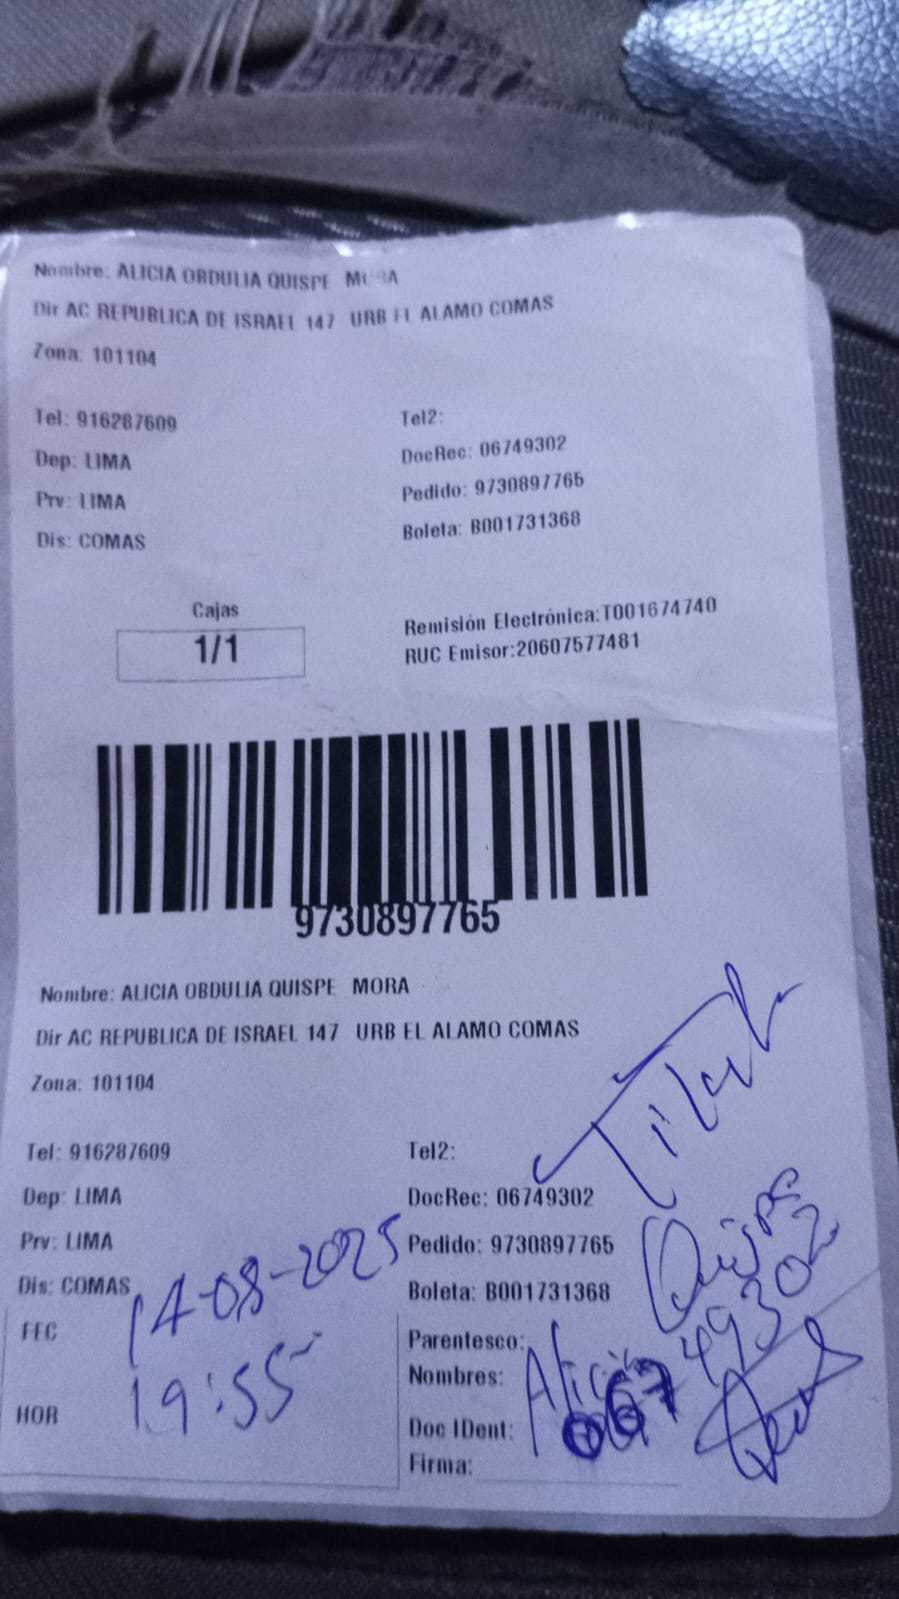 Nombre: ALICIA OBDULIA QUISPE
Dir AC REPUBLICA DE ISRAEL 147 URB EL ALAMO COMAS
Zona: 101104
Tel: 916287609 Tel2:
Dep: LIMA DocRec: 06749302
Prv: LIMA Pedido: 9730897765
Dis: COMAS Boleta: B001731368
Cajas
1/1
Remisión Electrónica:T001674740
RUC Emisor:20607577481
9730897765
Nombre: ALICIA OBDULIA QUISPE MORA
Dir AC REPUBLICA DE ISRAEL 147 URB EL ALAMO COMAS
Zona: 101104
Tel: 916287609 Tel2:
Dep: LIMA DocRec: 06749302
Prv: LIMA Pedido: 9730897765
Dis: COMAS Boleta: B001731368
FEC 14-08-2025
HOR 19:55
Parentesco: Titular
Nombres: Alicia Quispe
Doc IDent: 06749302
Firma: